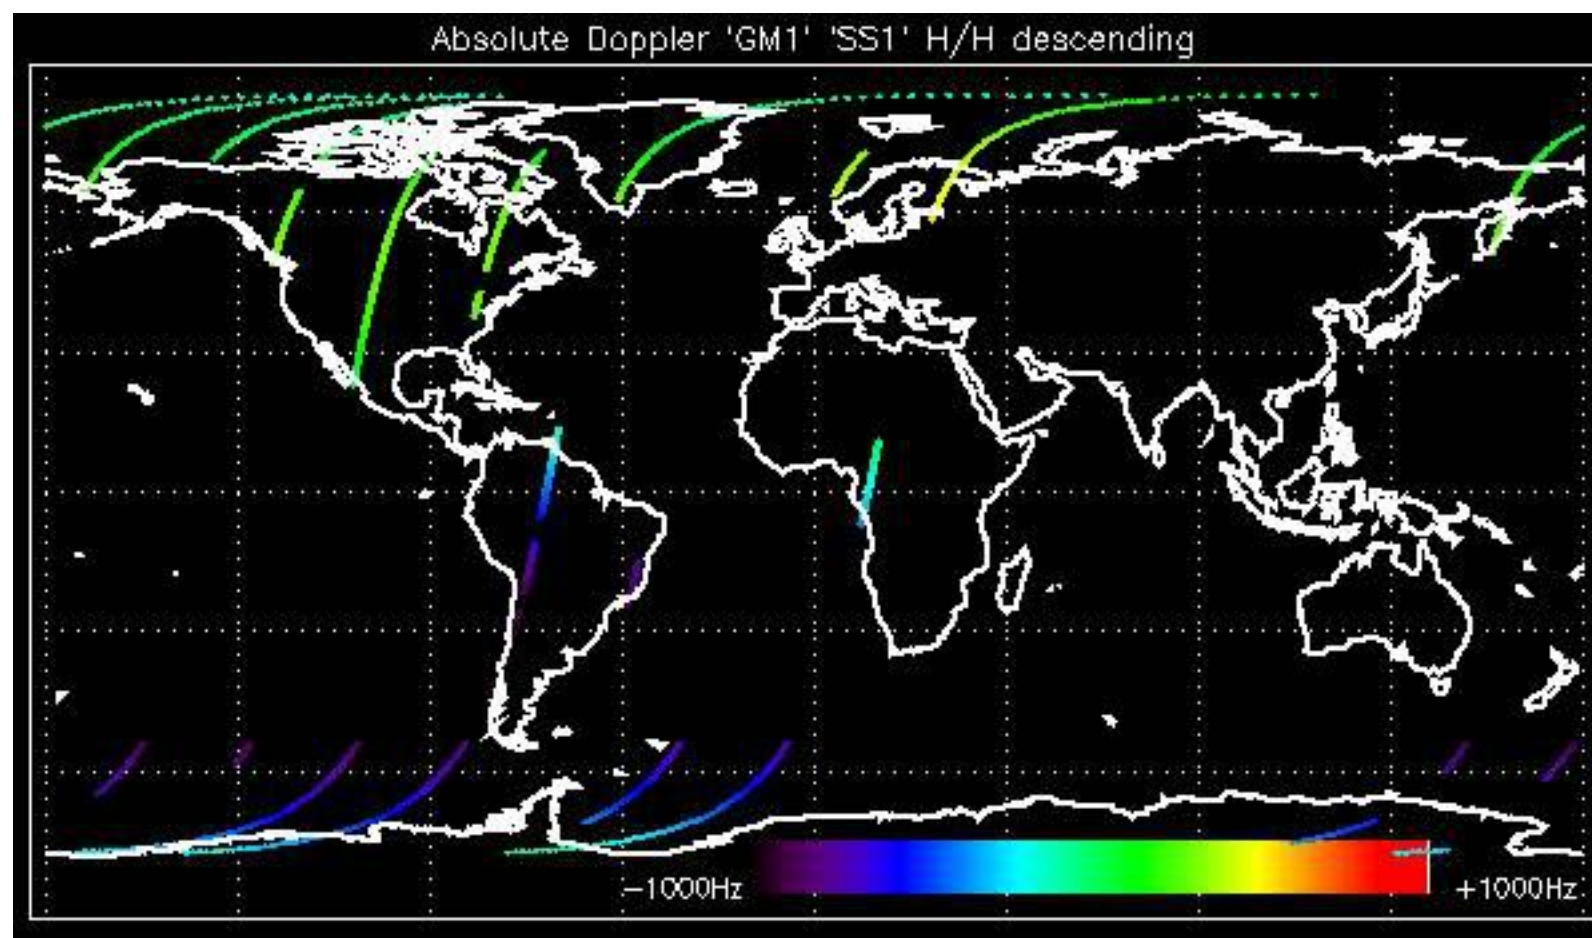 Absolute Doppler 'GM1' 'SS1' H/H descending
-1000Hz
+1000Hz